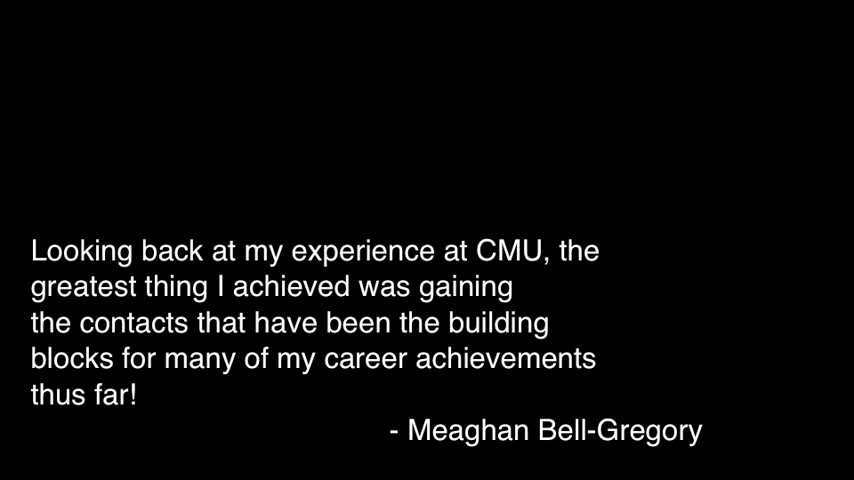 Looking back at my experience at CMU, the
greatest thing I achieved was gaining
the contacts that have been the building
blocks for many of my career achievements
thus far!
- Meaghan Bell-Gregory